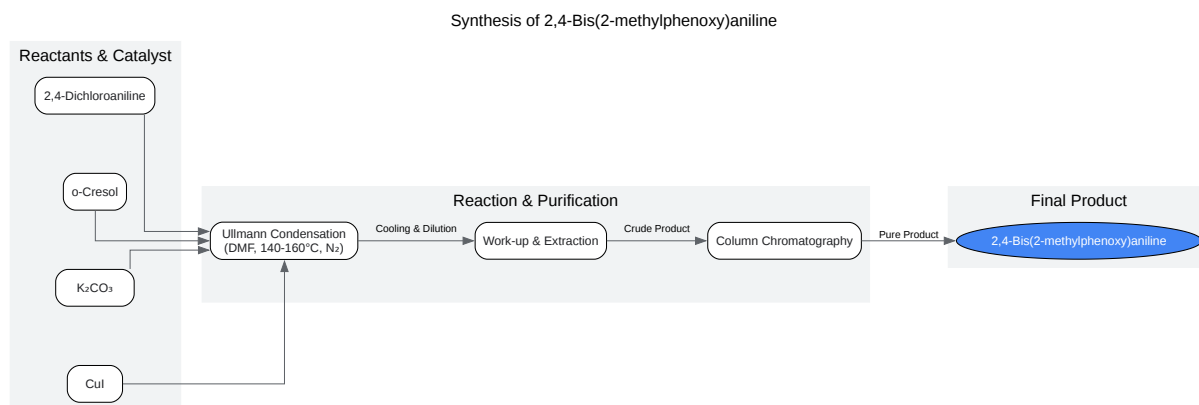 Synthesis of 2,4-Bis(2-methylphenoxy)aniline
Reactants & Catalyst
2,4-Dichloroaniline
o-Cresol
K₂CO₃
CuI
Reaction & Purification
Ullmann Condensation
(DMF, 140-160°C, N₂)
Cooling & Dilution
Work-up & Extraction
Crude Product
Column Chromatography
Pure Product
Final Product
2,4-Bis(2-methylphenoxy)aniline